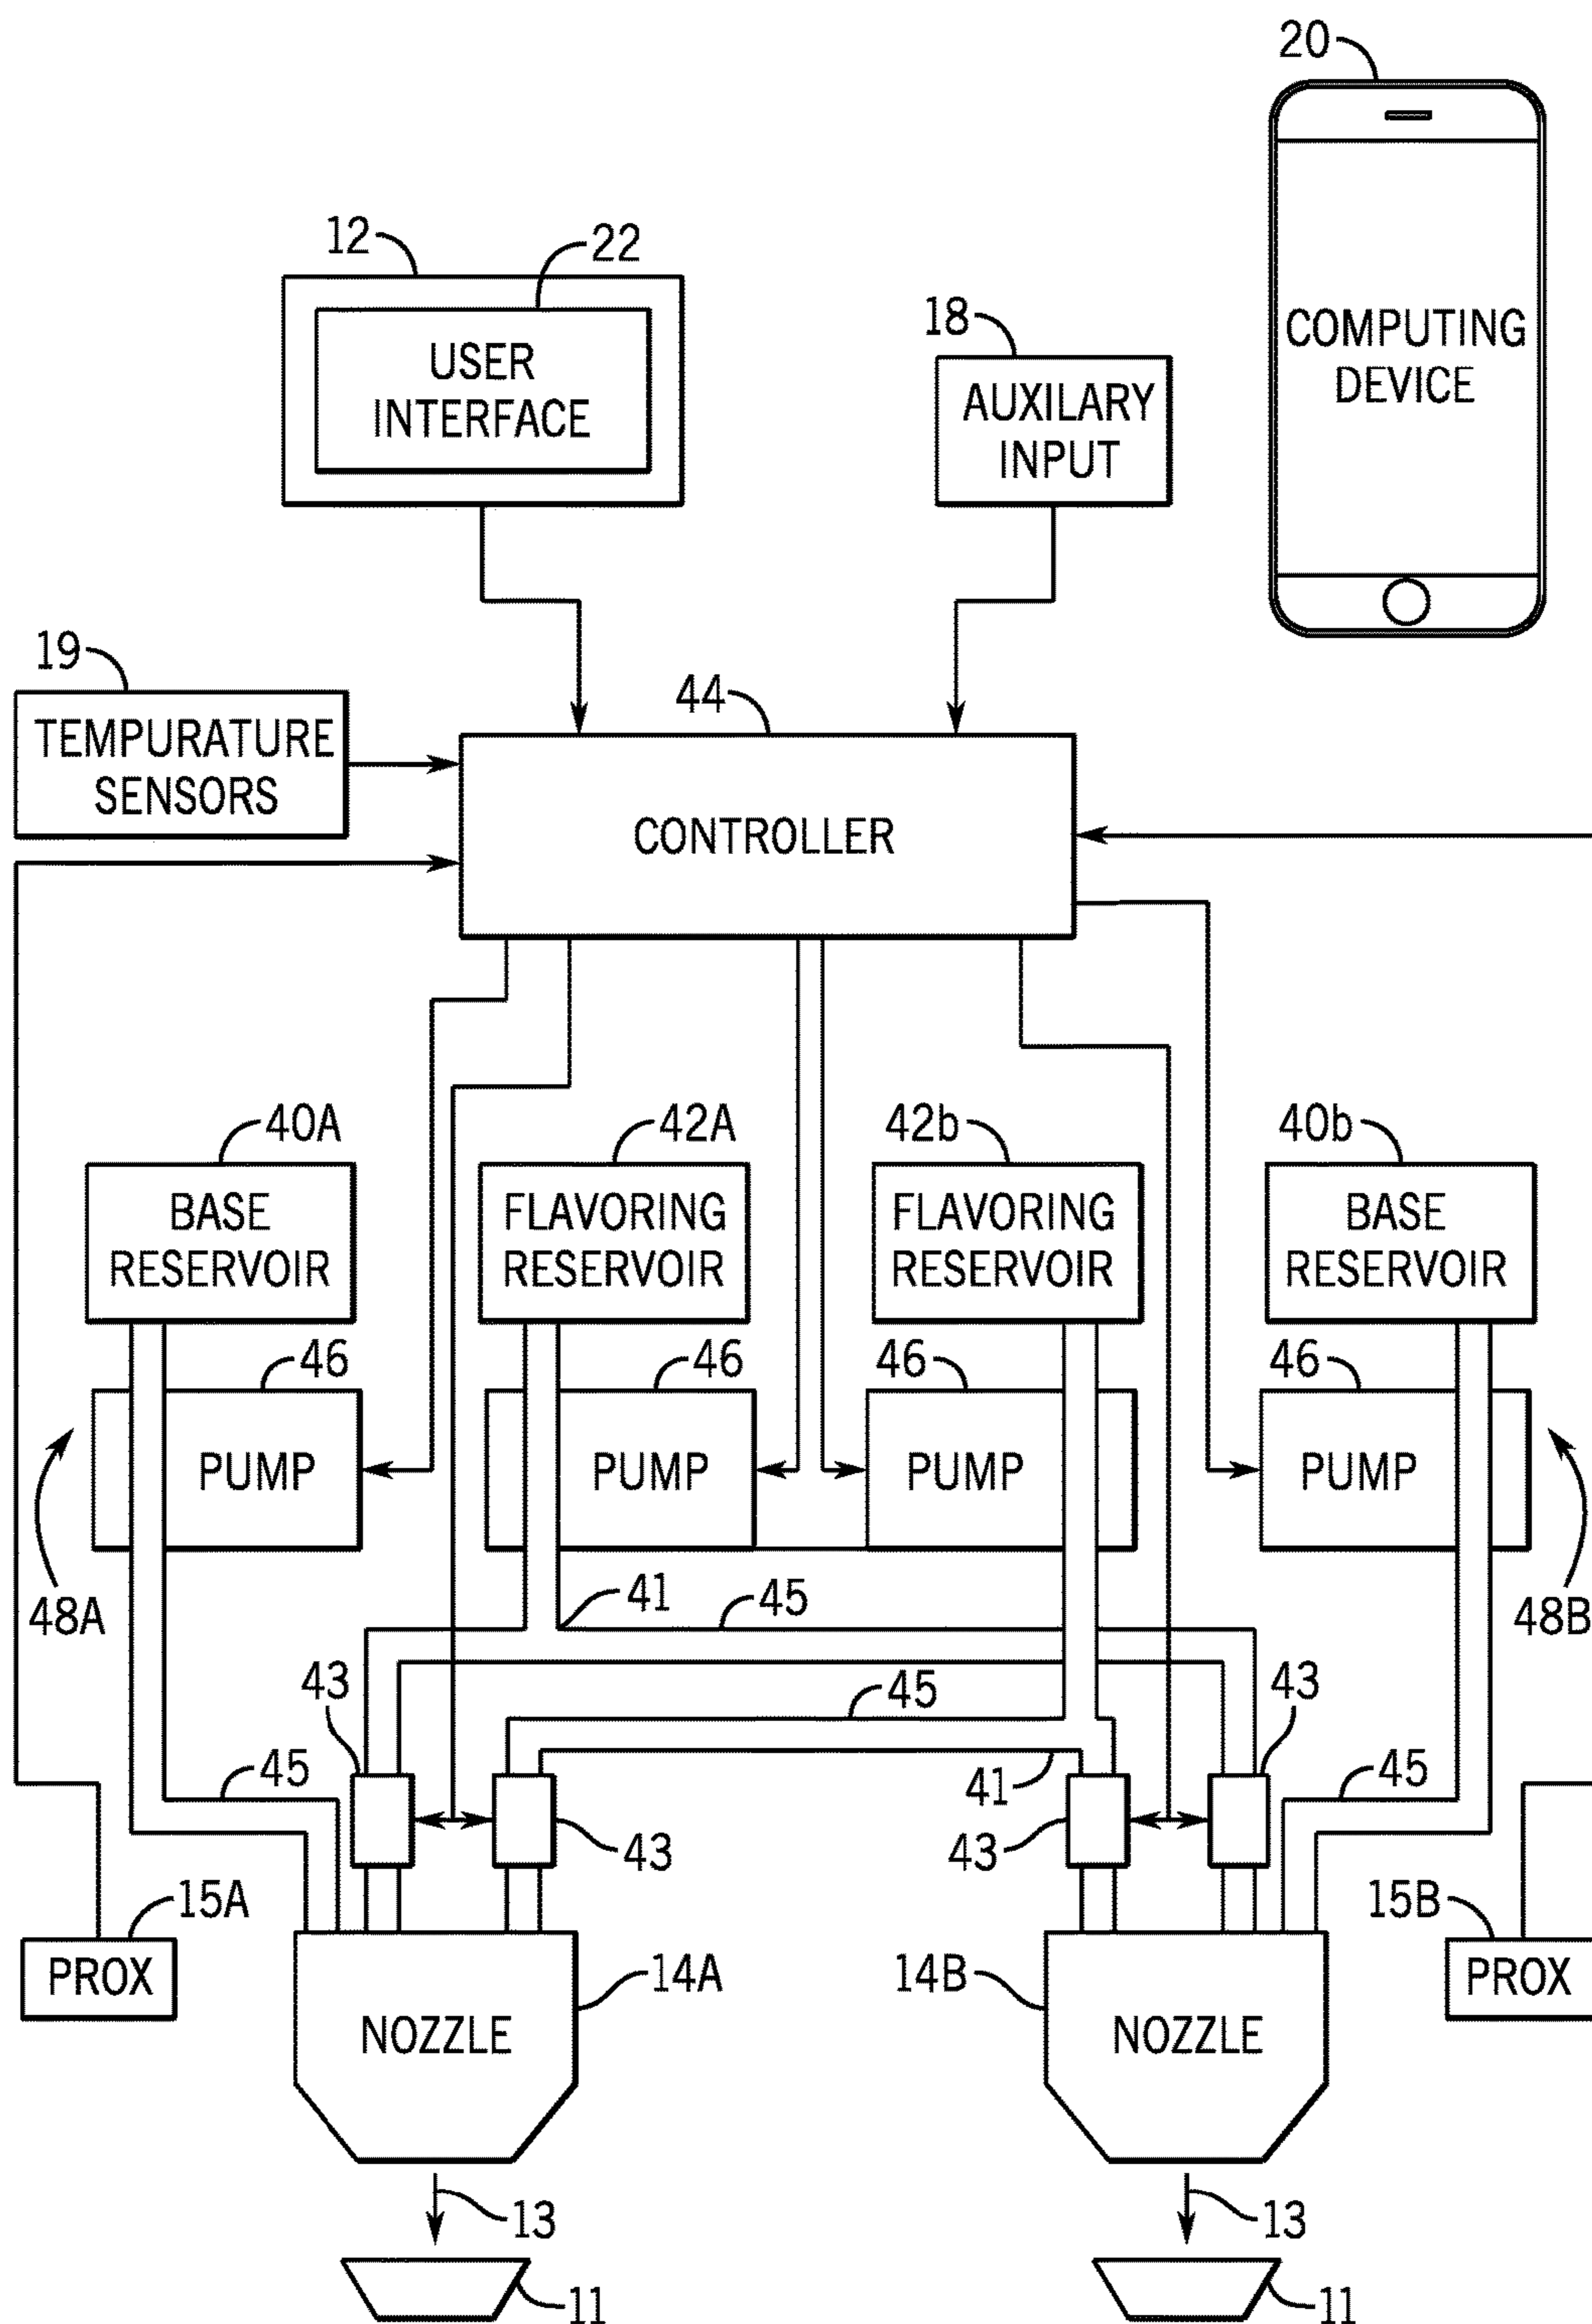 20
12
22
USER
INTERFACE
18
AUXILARY
INPUT
COMPUTING
DEVICE
19
TEMPURATURE
SENSORS
44
CONTROLLER
40A
42A
42b
40b
BASE
RESERVOIR
FLAVORING
RESERVOIR
FLAVORING
RESERVOIR
BASE
RESERVOIR
46
46
46
46
PUMP
PUMP
PUMP
PUMP
48A
41
45
48B
43
45
43
45
41
45
43
43
15A
15B
PROX
14A
14B
PROX
NOZZLE
NOZZLE
13
13
11
11